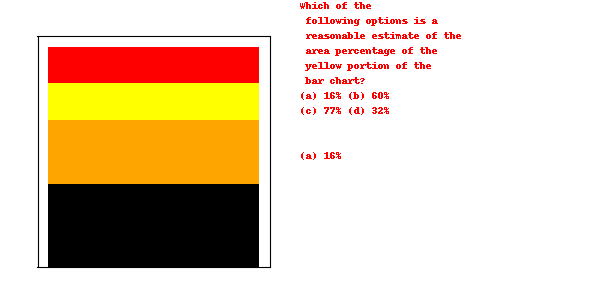 Which of the
following options is a
reasonable estimate of the
area percentage of the
yellow portion of the
bar chart?
(a) 16% (b) 60%
(c) 77% (d) 32%
(a) 16%